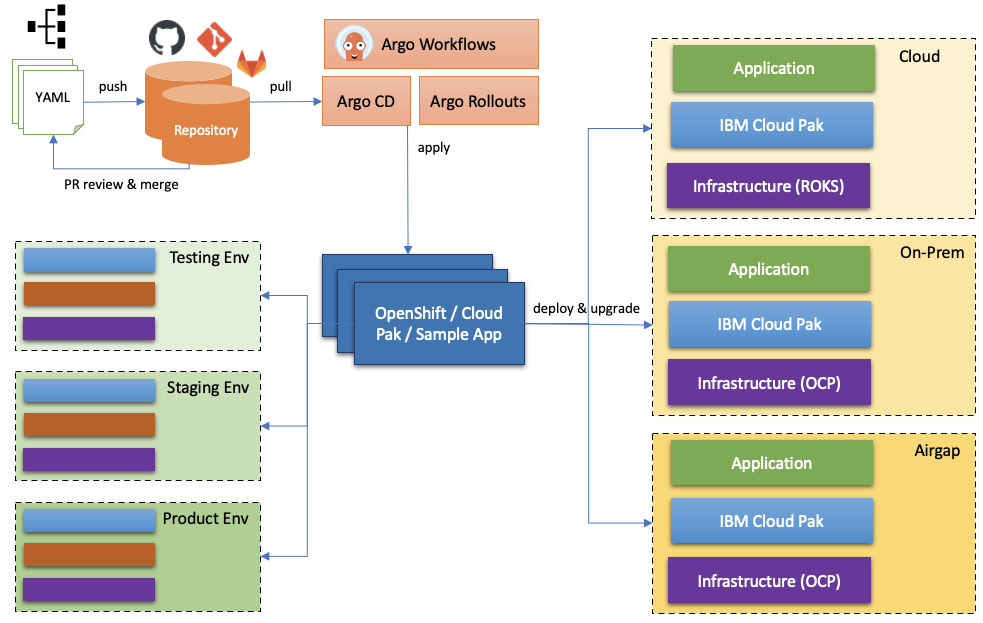 Argo Workflows
YAML
push
Repository
pull
Argo CD
Argo Rollouts
PR review & merge
apply
Cloud
Application
IBM Cloud Pak
Infrastructure (ROKS)
Testing Env
Staging Env
Product Env
OpenShift / Cloud
Pak / Sample App
deploy & upgrade
On-Prem
Application
IBM Cloud Pak
Infrastructure (OCP)
Airgap
Application
IBM Cloud Pak
Infrastructure (OCP)